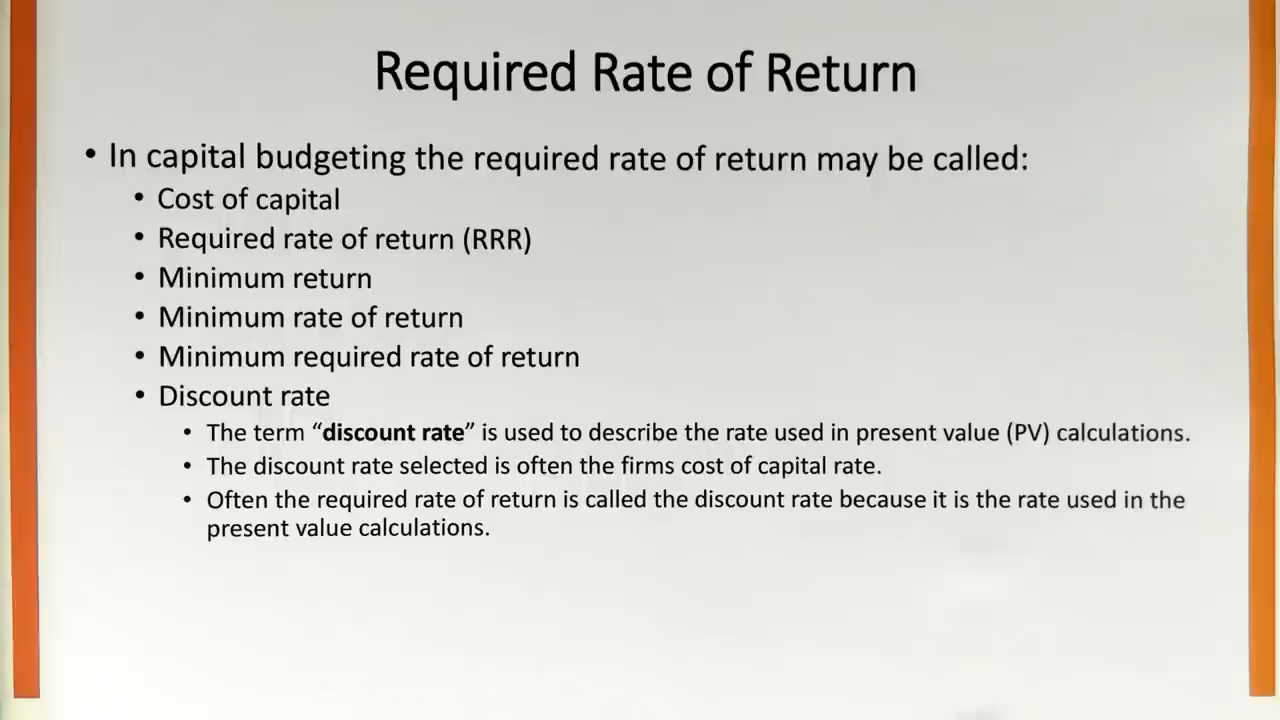 Required Rate of Return
• In capital budgeting the required rate of return may be called:
• Cost of capital
• Required rate of return (RRR)
• Minimum return
• Minimum rate of return
• Minimum required rate of return
• Discount rate
• The term “discount rate” is used to describe the rate used in present value (PV) calculations.
• The discount rate selected is often the firms cost of capital rate.
• Often the required rate of return is called the discount rate because it is the rate used in the
present value calculations.